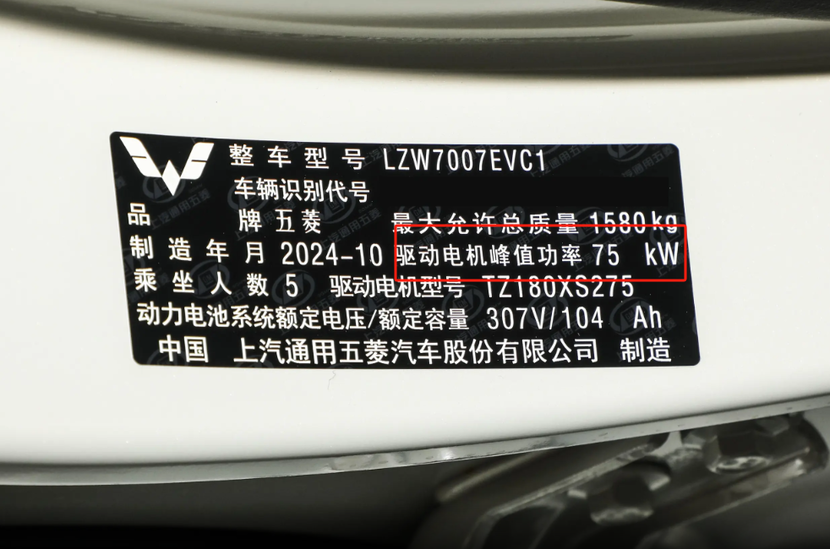 整车型号 LZW7007EVC1
车辆识别代号
品牌 五菱 最大允许总质量 1580kg
制造年月 2024-10 驱动电机峰值功率 75 kW
乘坐人数 5 驱动电机型号 TZ180XS275
动力电池系统额定电压/额定容量 307V/104 Ah
中国 上汽通用五菱汽车股份有限公司 制造